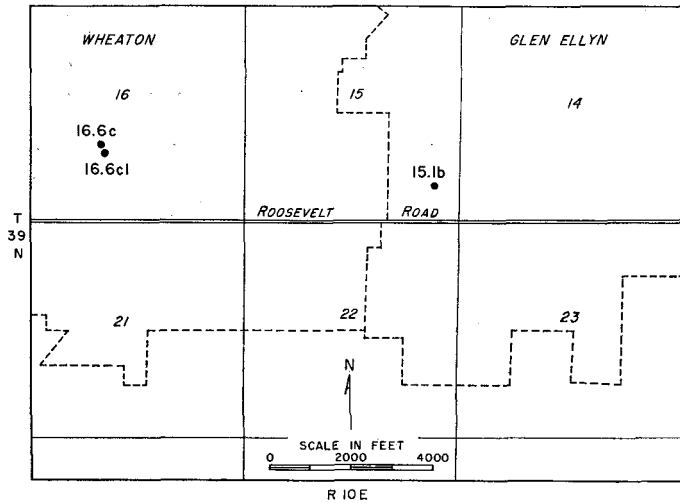 WHEATON
GLEN ELLYN
16
15
14
16.6c
16.6cl
15.1b
T
39
N
ROOSEVELT ROAD
21
22
23
N
SCALE IN FEET
0 2000 4000
R 10 E